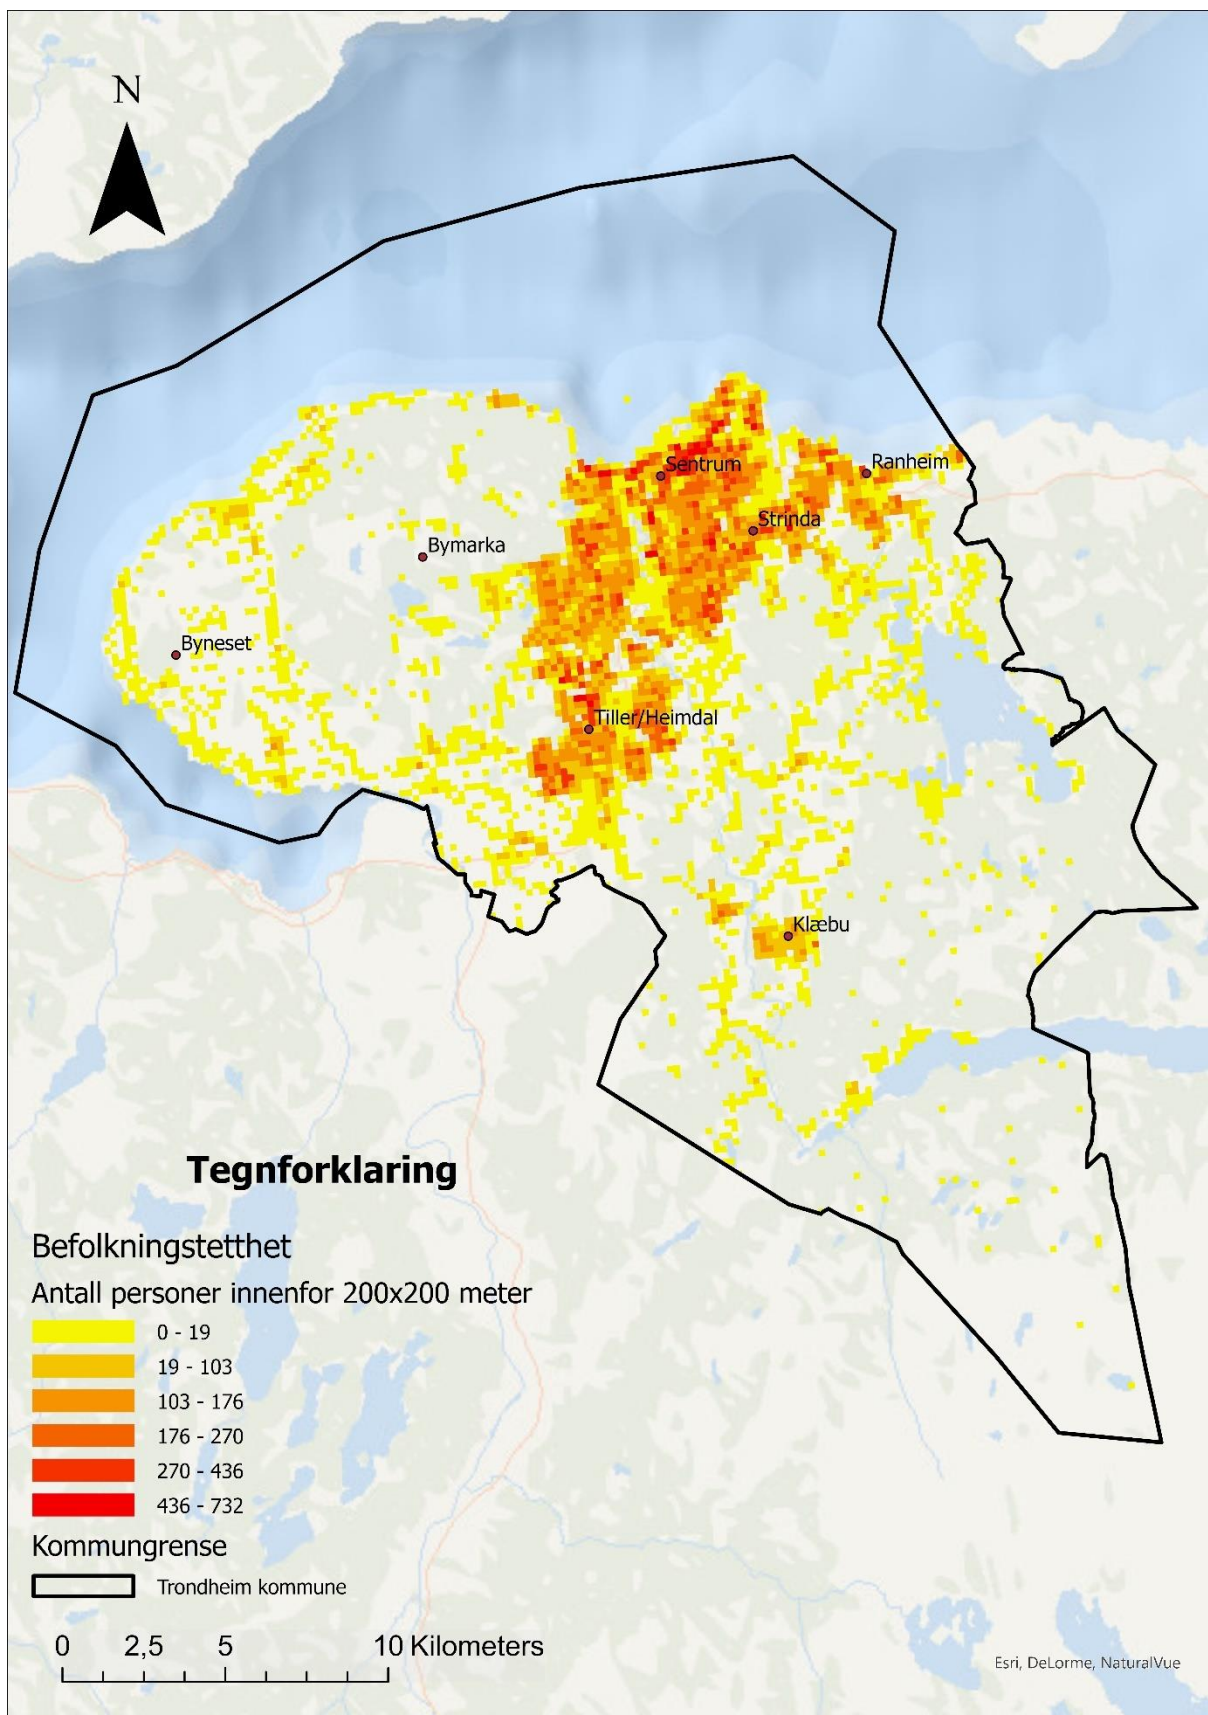 N
Sentrum
Ranheim
Strinda
Bymarka
Byneset
Tiller/Heimdal
Klæbu
Tegnforklaring
Befolkningstetthet
Antall personer innenfor 200x200 meter
0 - 19
19 - 103
103 - 176
176 - 270
270 - 436
436 - 732
Kommungrense
Trondheim kommune
0 2,5 5 10 Kilometers
Esri, DeLorme, NaturalVue